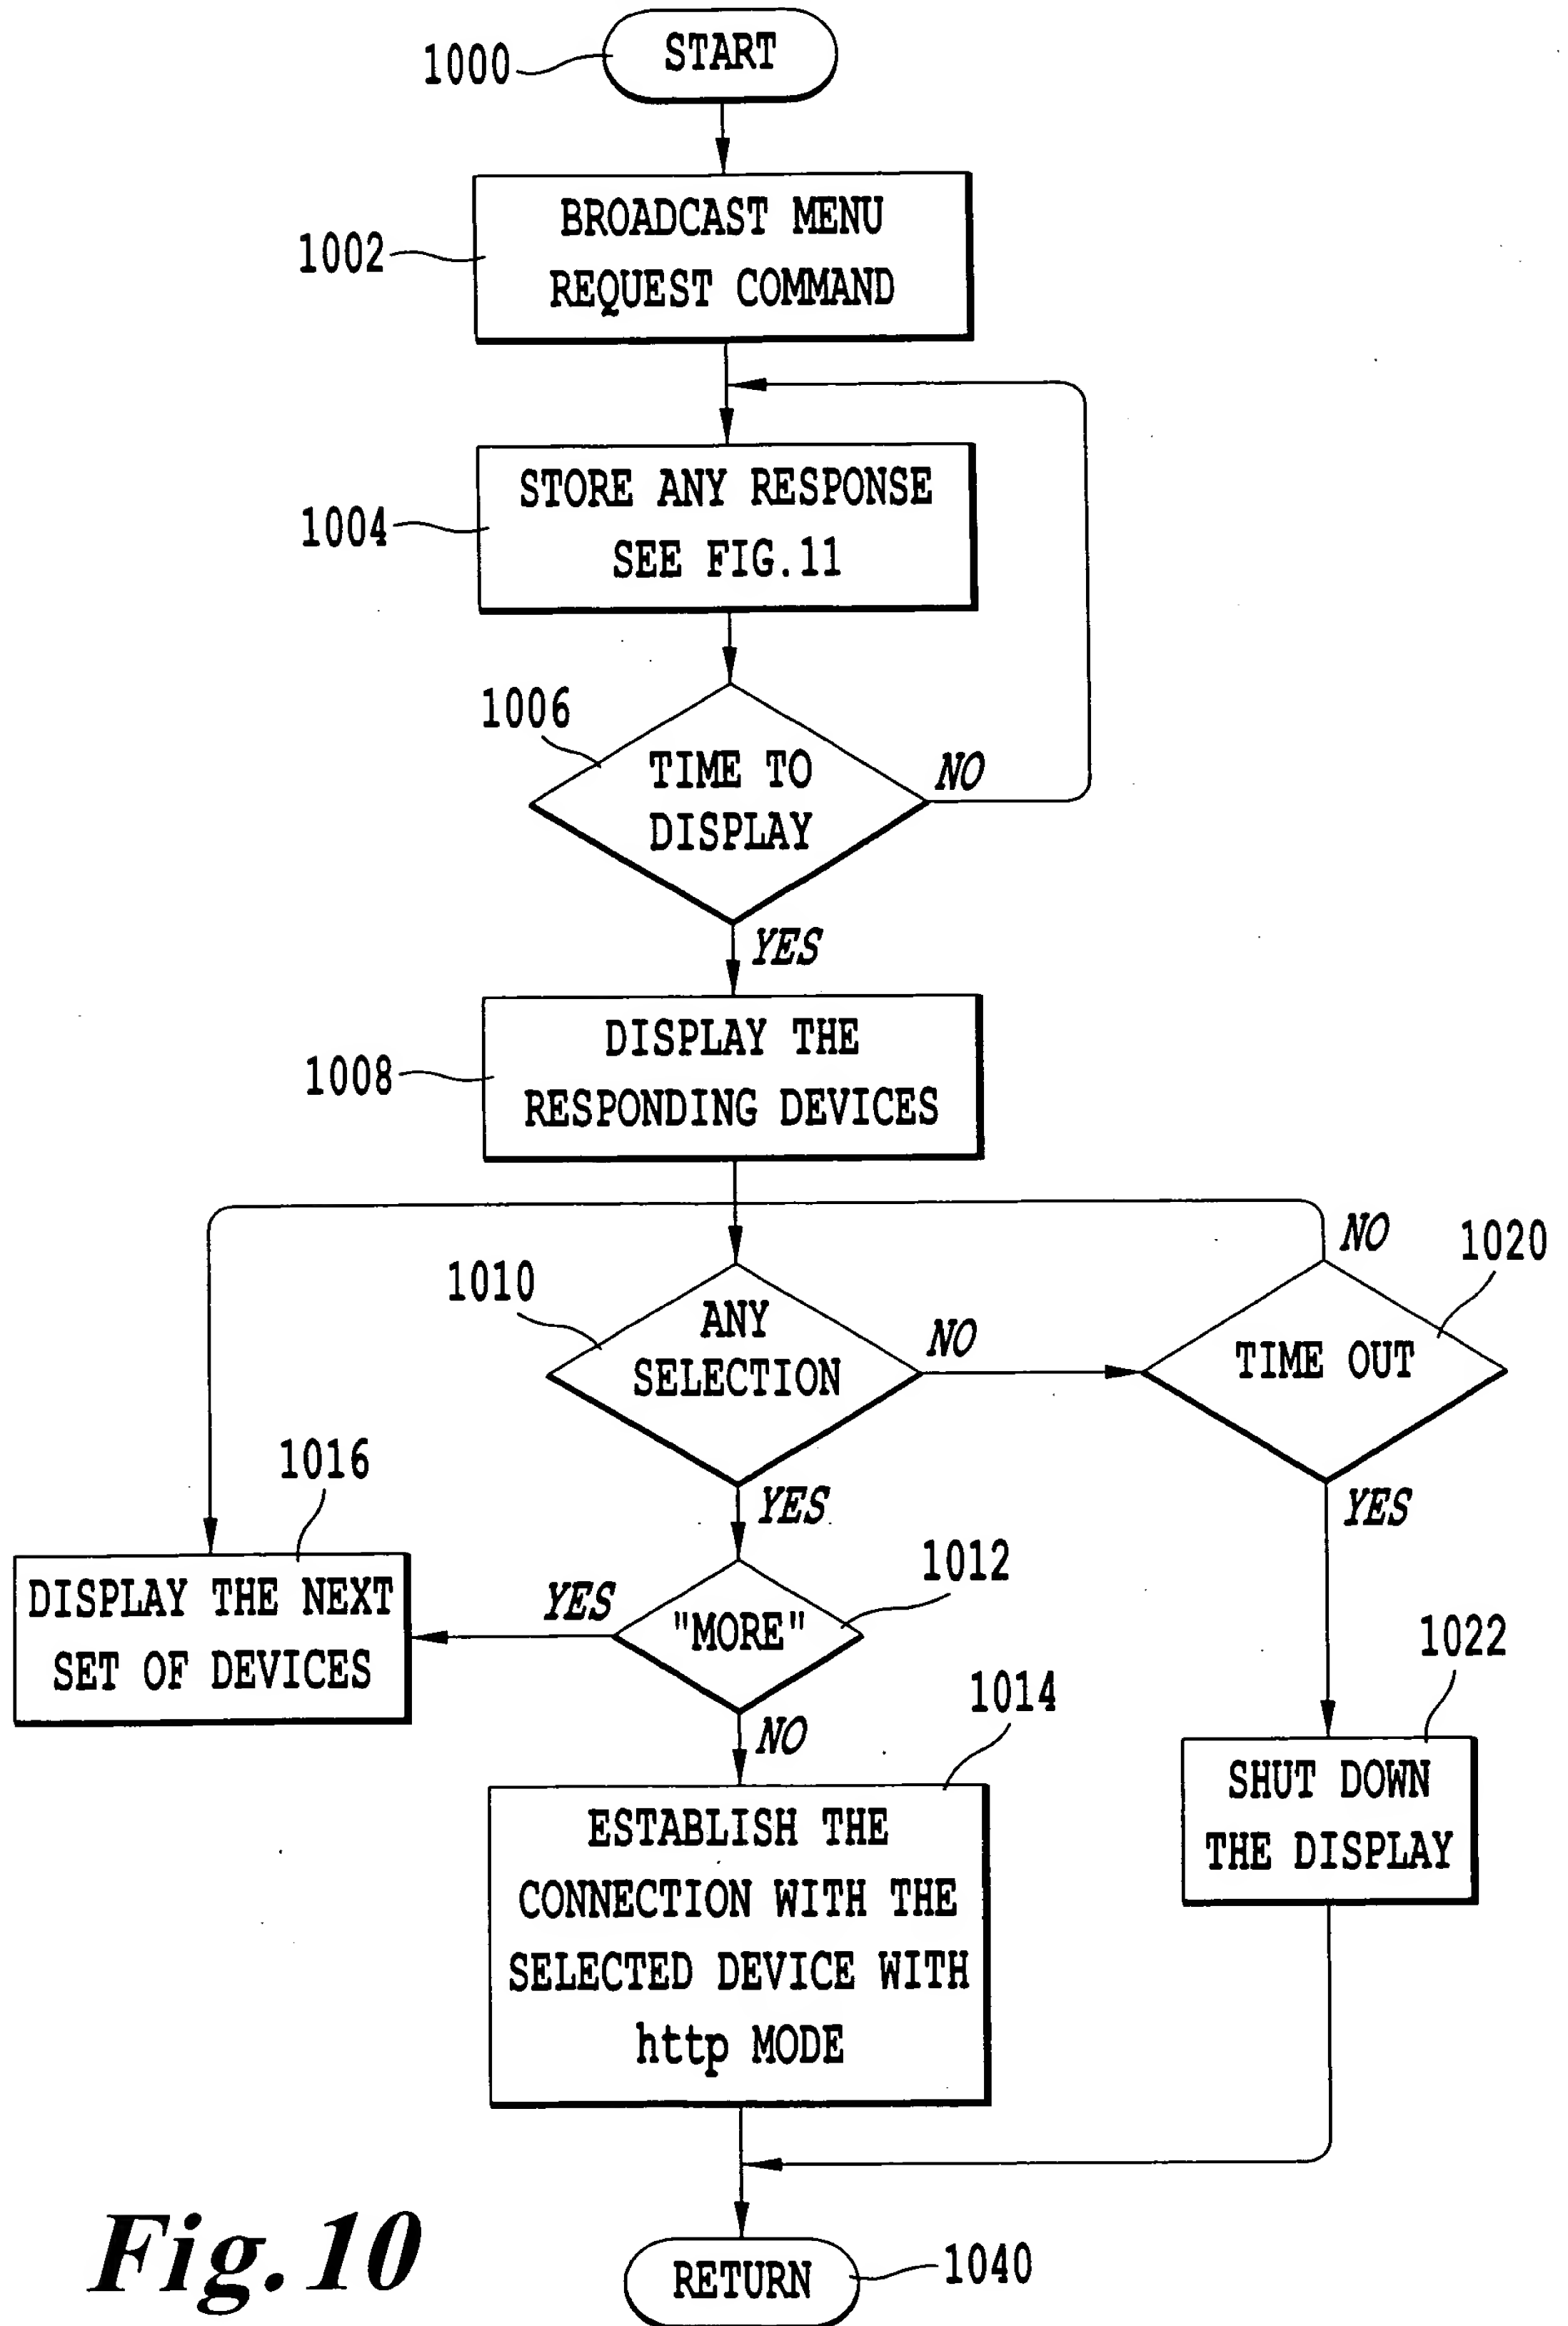 1000
START
1002
BROADCAST MENU
REQUEST COMMAND
1004
STORE ANY RESPONSE
SEE FIG.11
1006
TIME TO
DISPLAY
NO
YES
1008
DISPLAY THE
RESPONDING DEVICES
1010
ANY
SELECTION
NO
YES
1020
TIME OUT
NO
YES
1016
DISPLAY THE NEXT
SET OF DEVICES
1012
"MORE"
YES
NO
1022
SHUT DOWN
THE DISPLAY
1014
ESTABLISH THE
CONNECTION WITH THE
SELECTED DEVICE WITH
http MODE
RETURN
1040
Fig.10